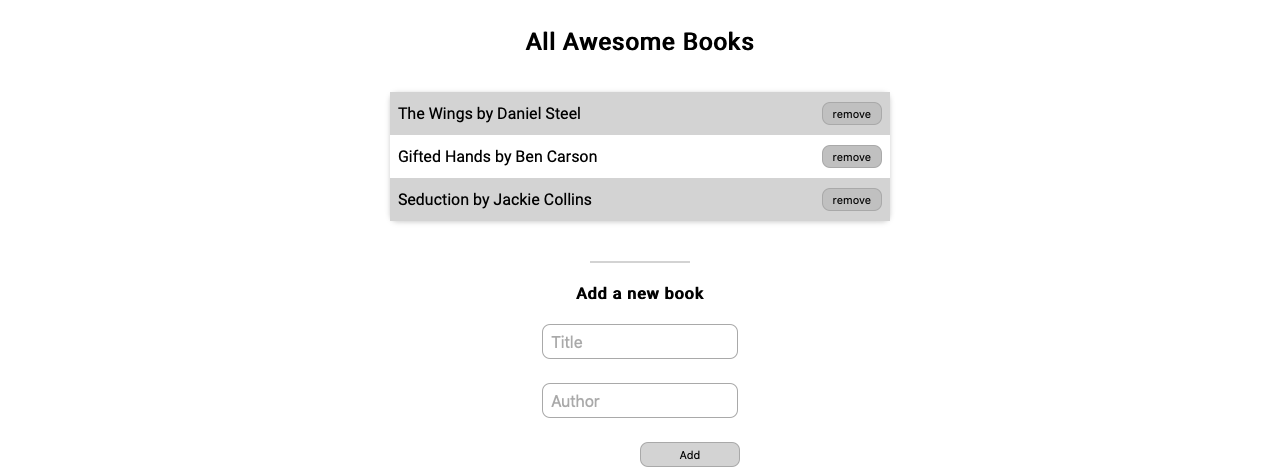 All Awesome Books
The Wings by Daniel Steel remove
Gifted Hands by Ben Carson remove
Seduction by Jackie Collins remove
Add a new book
Title
Author
Add